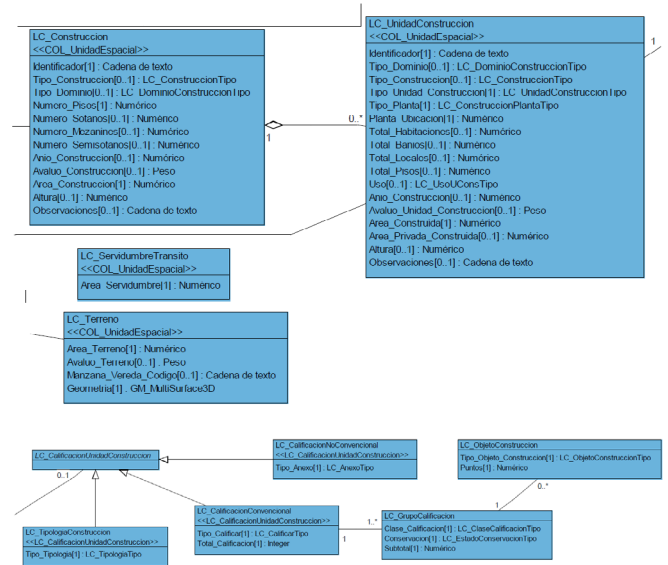 LC_Construccion
<<COL_UnidadEspacial>>
Identificador[1] : Cadena de texto
Tipo_Construccion[0..1] : LC_ConstruccionTipo
Tipo_Dominio[0..1] : LC_DominioConstruccionTipo
Numero_Pisos[1] : Numérico
Numero_Sotanos[0..1] : Numérico
Numero_Mezanines[0..1] : Numérico
Numero_Semisotanos[0..1] : Numérico
Anio_Construccion[0..1] : Numérico
Avaluo_Construccion[0..1] : Peso
Area_Construccion[1] : Numérico
Altura[0..1] : Numérico
Observaciones[0..1] : Cadena de texto
1
0..*
LC_UnidadConstruccion
<<COL_UnidadEspacial>>
Identificador[1] : Cadena de texto
Tipo_Dominio[0..1] : LC_DominioConstruccionTipo
Tipo_Construccion[0..1] : LC_ConstruccionTipo
Tipo_Unidad_Construccion[1] : LC_UnidadConstruccionTipo
Tipo_Planta[1] : LC_ConstruccionPlantaTipo
Planta_Ubicacion[1] : Numérico
Total_Habitaciones[0..1] : Numérico
Total_Banios[0..1] : Numérico
Total_Locales[0..1] : Numérico
Total_Pisos[0..1] : Numérico
Uso[0..1] : LC_UsoUConsTipo
Anio_Construccion[0..1] : Numérico
Avaluo_Unidad_Construccion[0..1] : Peso
Area_Construida[1] : Numérico
Area_Privada_Construida[0..1] : Numérico
Altura[0..1] : Numérico
Observaciones[0..1] : Cadena de texto
1
LC_ServidumbreTransito
<<COL_UnidadEspacial>>
Area_Servidumbre[1] : Numérico
LC_Terreno
<<COL_UnidadEspacial>>
Area_Terreno[1] : Numérico
Avaluo_Terreno[0..1] : Peso
Manzana_Vereda_Codigo[0..1] : Cadena de texto
Geometria[1] : GM_MultiSurface3D
LC_CalificacionUnidadConstruccion
0..1
LC_CalificacionNoConvencional
<<LC_CalificacionUnidadConstruccion>>
Tipo_Anexo[1] : LC_AnexoTipo
LC_ObjetoConstruccion
Tipo_Objeto_Construccion[1] : LC_ObjetoConstruccionTipo
Puntos[1] : Numérico
0..*
1
LC_TipologiaConstruccion
<<LC_CalificacionUnidadConstruccion>>
Tipo_Tipologia[1] : LC_TipologiaTipo
LC_CalificacionConvencional
<<LC_CalificacionUnidadConstruccion>>
Tipo_Calificar[1] : LC_CalificarTipo
Total_Calificacion[1] : Integer
1
1..*
LC_GrupoCalificacion
Clase_Calificacion[1] : LC_ClaseCalificacionTipo
Conservacion[1] : LC_EstadoConservacionTipo
Subtotal[1] : Numérico